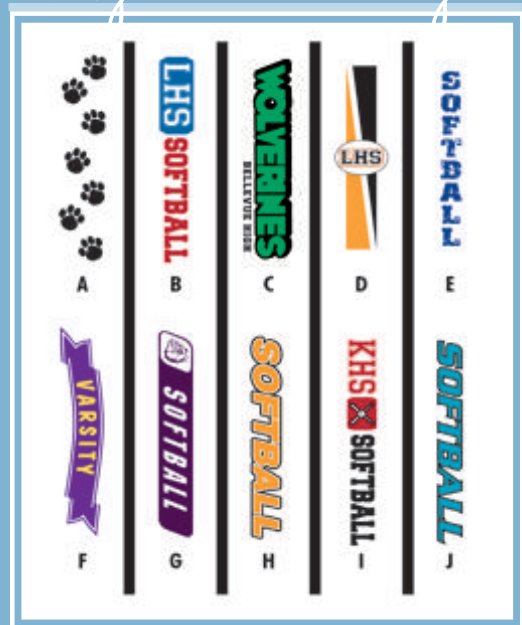 A
LHS SOFTBALL
B
WOLVERINES
BELLEVUE HIGH
C
LHS
D
SOFTBALL
E
VARSITY
F
SOFTBALL
G
SOFTBALL
H
KHS SOFTBALL
I
SOFTBALL
J